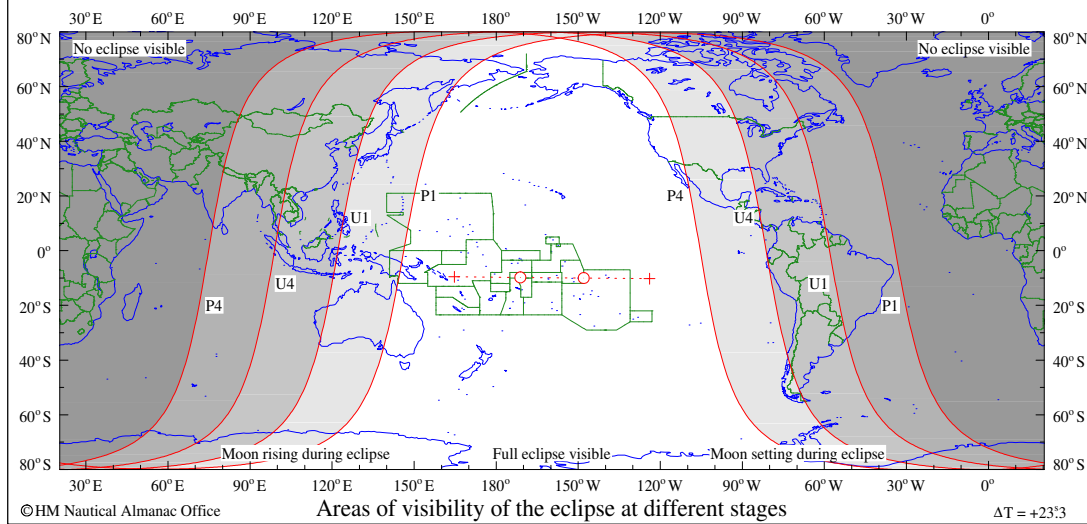 30° E 60° E 90° E 120° E 150° E 180° 150° W 120° W 90° W 60° W 30° W 0°
80° N No eclipse visible No eclipse visible 80° N
60° N 60° N
40° N 40° N
20° N P1 P4 20° N
U1 U4
0° 0°
20° S U4 U1 20° S
P4 P1
40° S 40° S
60° S 60° S
80° S Moon rising during eclipse Full eclipse visible Moon setting during eclipse 80° S
30° E 60° E 90° E 120° E 150° E 180° 150° W 120° W 90° W 60° W 30° W 0°
© HM Nautical Almanac Office Areas of visibility of the eclipse at different stages ΔT = +23ˢ.3